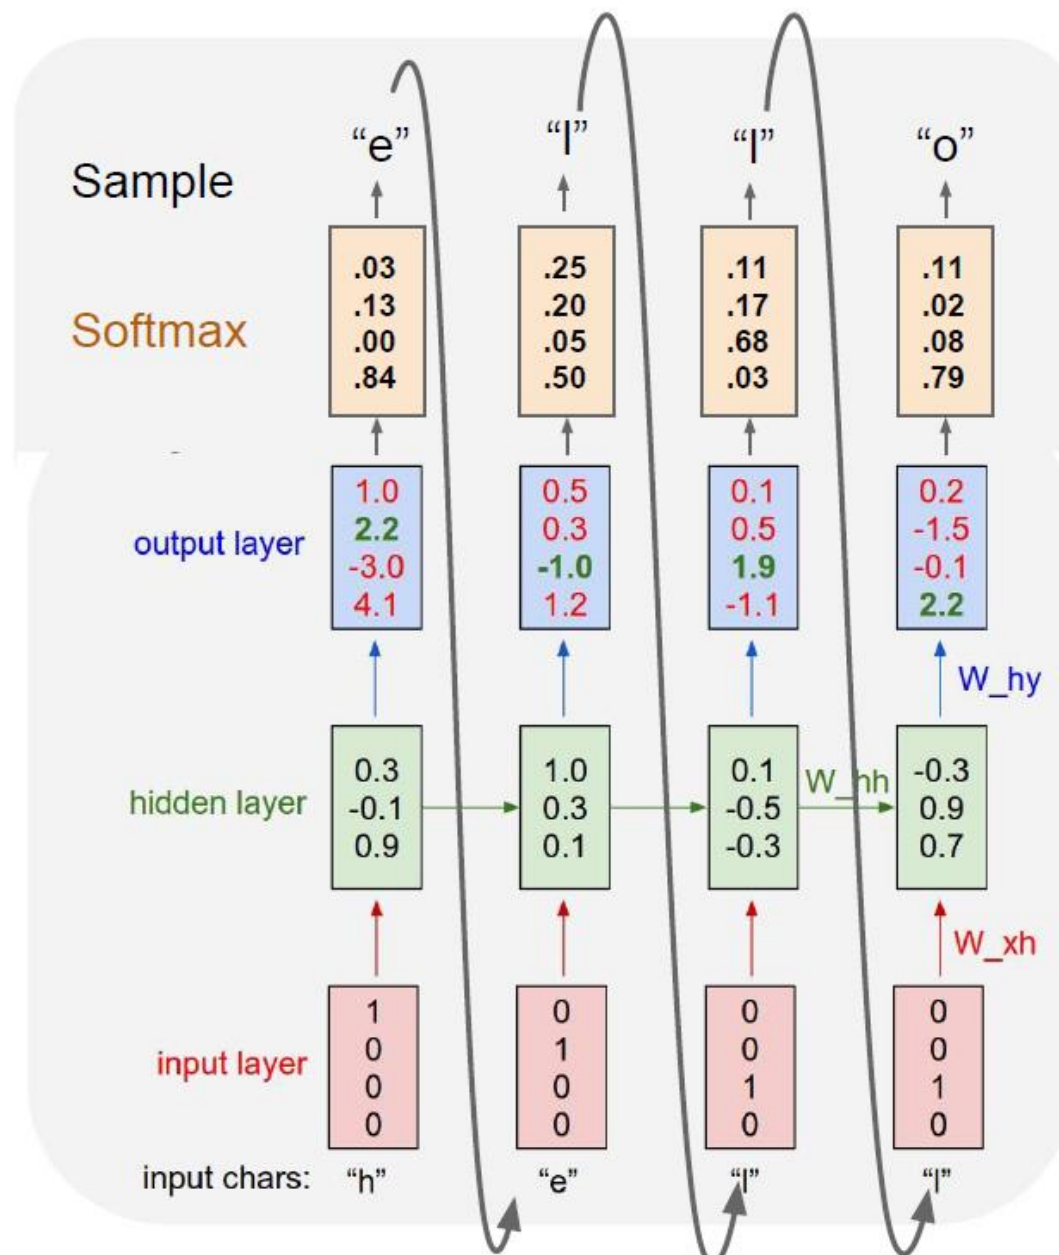 “e” “l” “l” “o”
Sample
.03 .25 .11 .11
.13 .20 .17 .02
Softmax
.00 .05 .68 .08
.84 .50 .03 .79
1.0 0.5 0.1 0.2
2.2 0.3 0.5 -1.5
output layer
-3.0 -1.0 1.9 -0.1
4.1 1.2 -1.1 2.2
W_hy
0.3 1.0 0.1 -0.3
W_hh
hidden layer -0.1 0.3 -0.5 0.9
0.9 0.1 -0.3 0.7
W_xh
1 0 0 0
0 1 0 0
input layer
0 0 1 1
0 0 0 0
input chars: “h” “e” “l” “l”